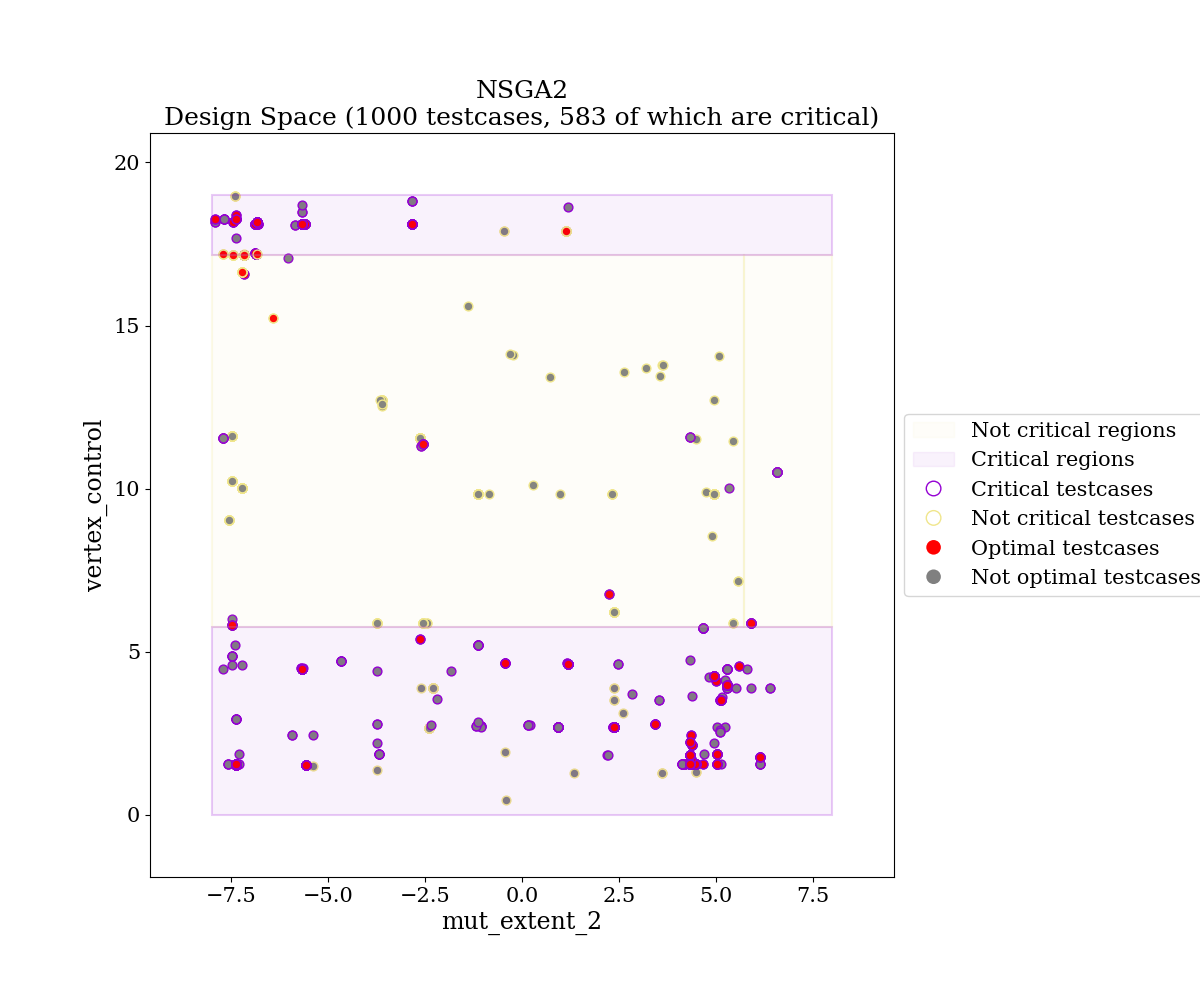 NSGA2
Design Space (1000 testcases, 583 of which are critical)
20
15
10
5
0
vertex_control
−7.5 −5.0 −2.5 0.0 2.5 5.0 7.5
mut_extent_2
Not critical regions
Critical regions
Critical testcases
Not critical testcases
Optimal testcases
Not optimal testcases